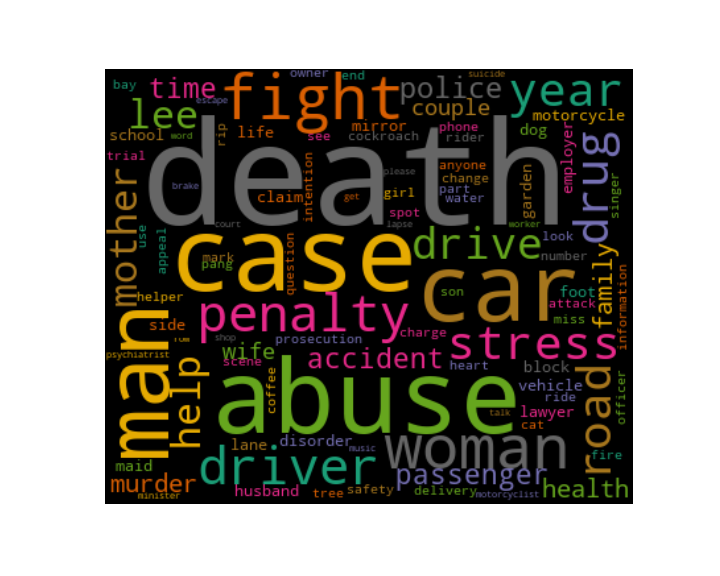 bay
time
owner
end
suicide
police
year
escape
fight
couple
motorcycle
lee
school
word
rip
life
mirror
see
cockroach
phone
rider
dog
employer
drug
trial
death
anyone
change
please
brake
intention
claim
get
girl
part
water
garden
singer
mother
spot
court
lapse
worker
use
appeal
case
drive
look
mark
pang
question
number
family
information
helper
penalty
car
son
foot
attack
miss
side
man
rum
shop
prosecution
charge
stress
psychiatrist
wife
scene
accident
heart
block
help
coffee
abuse
vehicle
ride
road
officer
talk
lawyer
cat
lane
disorder
music
woman
fire
maid
driver
passenger
murder
minister
husband
tree
safety
delivery
motorcyclist
health